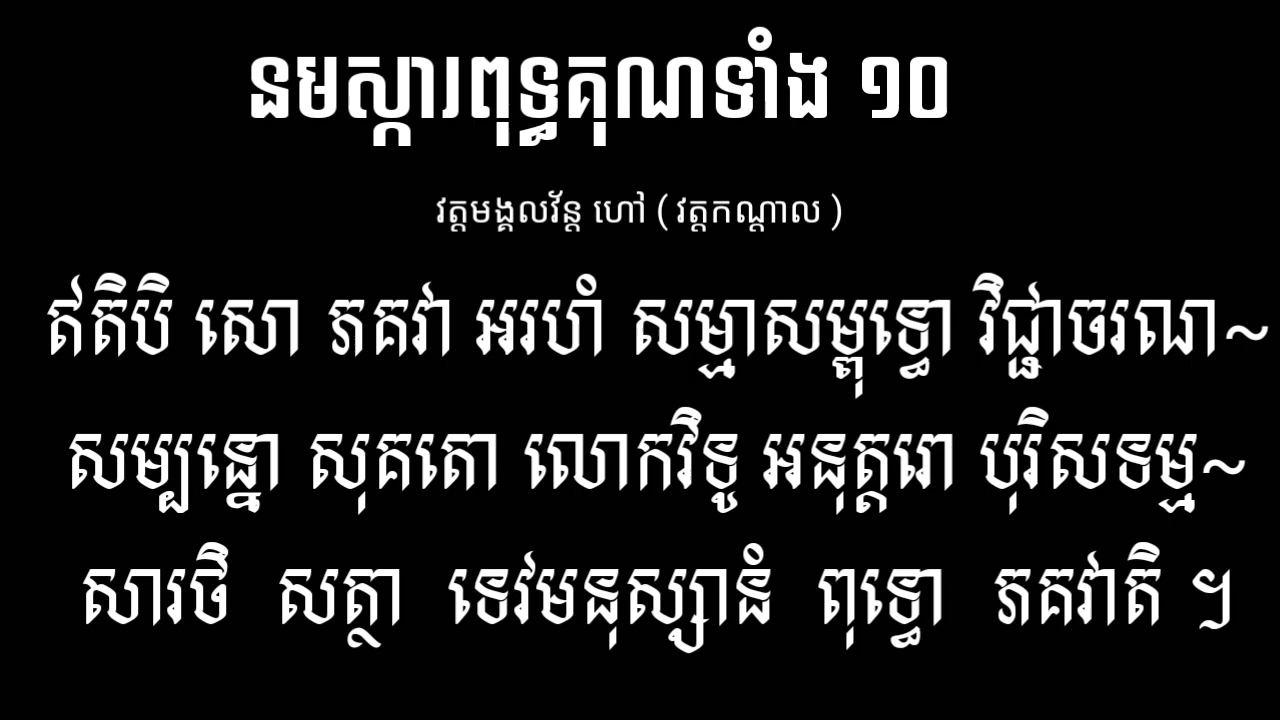 នមស្ការពុទ្ធគុណទាំង ១០
វត្តមង្គលវ័ន្ត ហៅ ( វត្តកណ្ដាល )
ឥតិបិ សោ ភគវា អរហំា សម្មាសម្ពុទ្ធោ វិជ្ជាចរណ~
សម្បន្នោ សុគតោ លោកវិទូ អនុត្តរោ បុរិសទម្ម~
សារថិ សត្ថា ទេវមនុស្សានំ ពុទ្ធោ ភគវាតិ ៗ